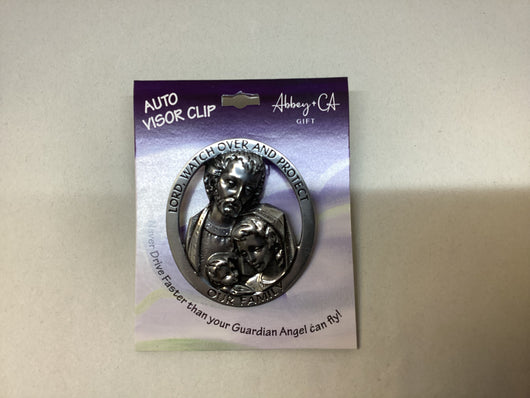 AUTO
VISOR CLIP
Abbey + CA
GIFT
LORD, WATCH OVER AND PROTECT
OUR FAMILY
Never Drive Faster than your Guardian Angel can fly!